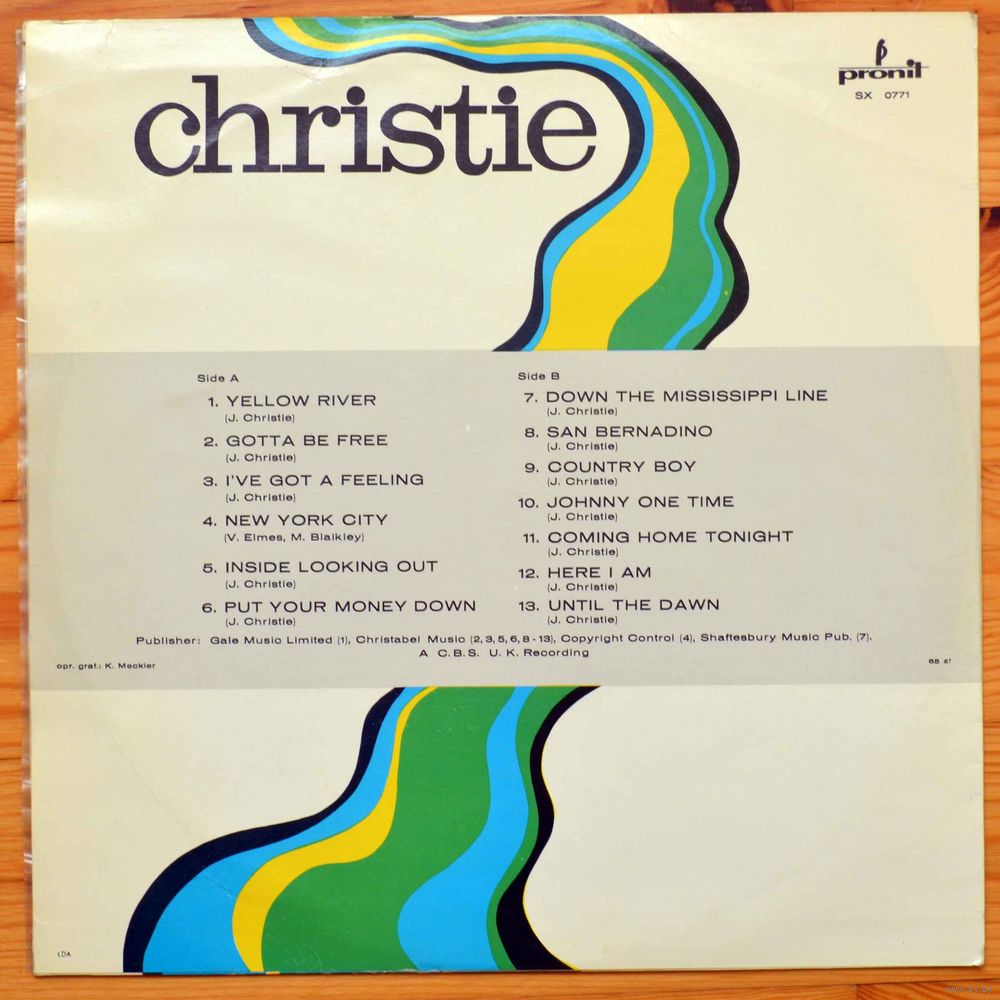 christie
pronit
SX 0771
Side A
1. YELLOW RIVER
(J. Christie)
2. GOTTA BE FREE
(J. Christie)
3. I'VE GOT A FEELING
(J. Christie)
4. NEW YORK CITY
(V. Elmes, M. Blaikley)
5. INSIDE LOOKING OUT
(J. Christie)
6. PUT YOUR MONEY DOWN
(J. Christie)
Side B
7. DOWN THE MISSISSIPPI LINE
(J. Christie)
8. SAN BERNADINO
(J. Christie)
9. COUNTRY BOY
(J. Christie)
10. JOHNNY ONE TIME
(J. Christie)
11. COMING HOME TONIGHT
(J. Christie)
12. HERE I AM
(J. Christie)
13. UNTIL THE DAWN
(J. Christie)
Publisher: Gale Music Limited (1), Christabel Music (2, 3, 5, 6, 8 - 13), Copyright Control (4), Shaftesbury Music Pub. (7).
A C.B.S. U. K. Recording
opr. graf.: K. Meckier
LDA